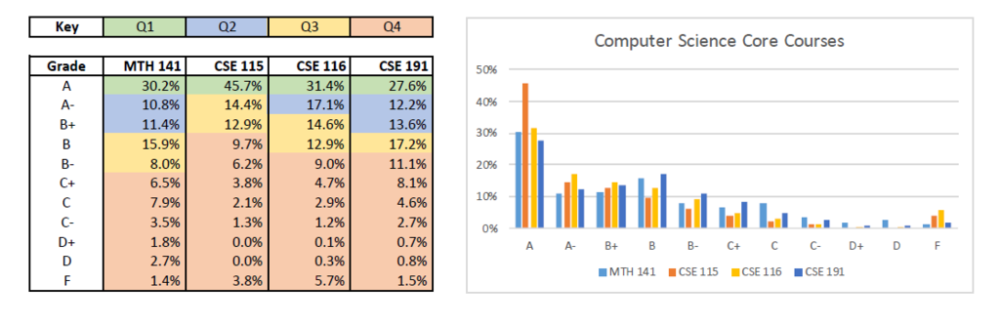 Key Q1 Q2 Q3 Q4
Grade MTH 141 CSE 115 CSE 116 CSE 191
A 30.2% 45.7% 31.4% 27.6%
A- 10.8% 14.4% 17.1% 12.2%
B+ 11.4% 12.9% 14.6% 13.6%
B 15.9% 9.7% 12.9% 17.2%
B- 8.0% 6.2% 9.0% 11.1%
C+ 6.5% 3.8% 4.7% 8.1%
C 7.9% 2.1% 2.9% 4.6%
C- 3.5% 1.3% 1.2% 2.7%
D+ 1.8% 0.0% 0.1% 0.7%
D 2.7% 0.0% 0.3% 0.8%
F 1.4% 3.8% 5.7% 1.5%
Computer Science Core Courses
50%
40%
30%
20%
10%
0%
A A- B+ B B- C+ C C- D+ D F
MTH 141 CSE 115 CSE 116 CSE 191